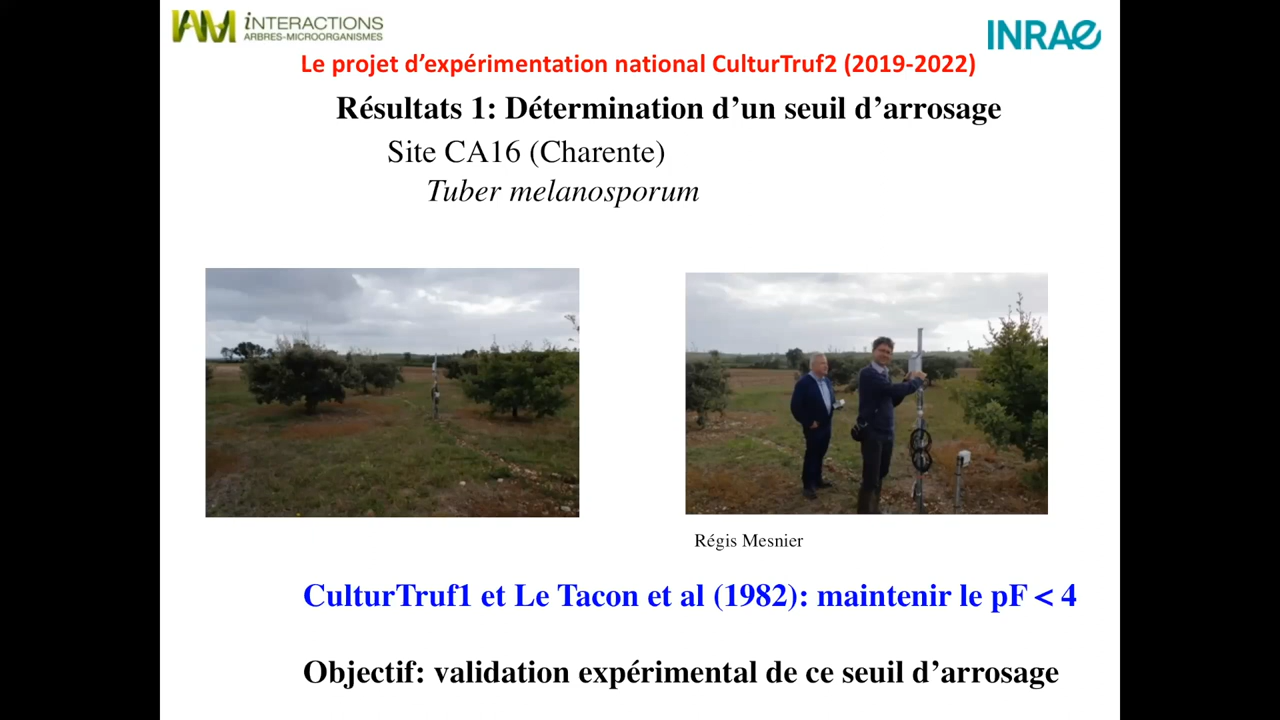 IAM iNTERACTIONS
ARBRES-MICROORGANISMES
INRAE
Le projet d'expérimentation national CulturTruf2 (2019-2022)
Résultats 1: Détermination d'un seuil d'arrosage
Site CA16 (Charente)
Tuber melanosporum
Régis Mesnier
CulturTruf1 et Le Tacon et al (1982): maintenir le pF < 4
Objectif: validation expérimental de ce seuil d'arrosage